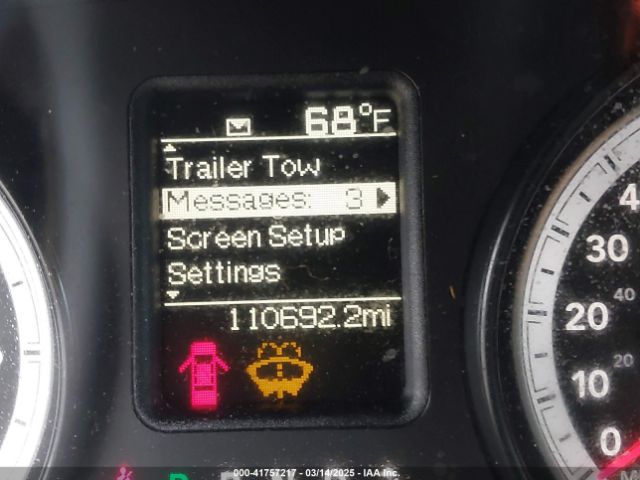 68°F
Trailer Tow
Messages: 3
Screen Setup
Settings
110692.2mi
4
30
40
20
20
10
0
000-41757217 - 03/14/2025 - IAA Inc.